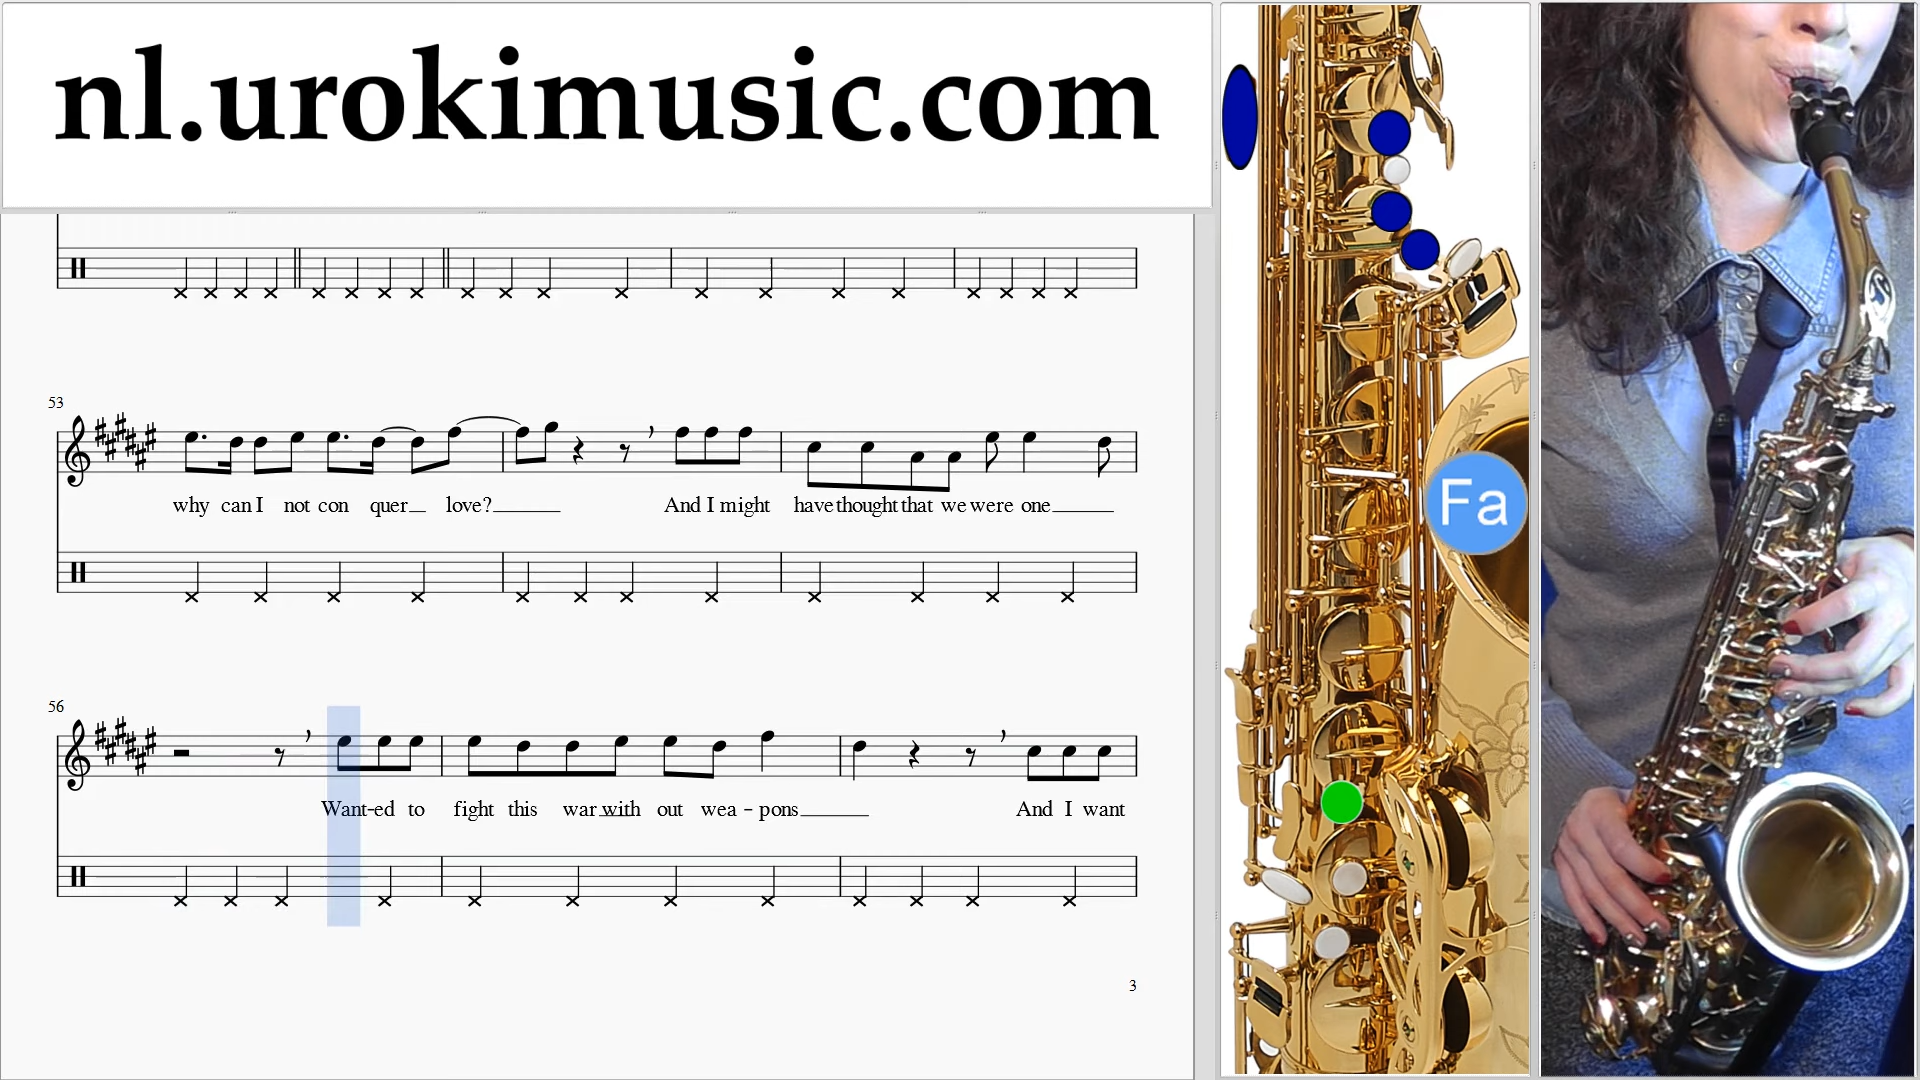 nl.urokimusic.com
53
why can I not con quer love?
And I might have thought that we were one
Fa
56
Want-ed to fight this war with out wea - pons
And I want
3